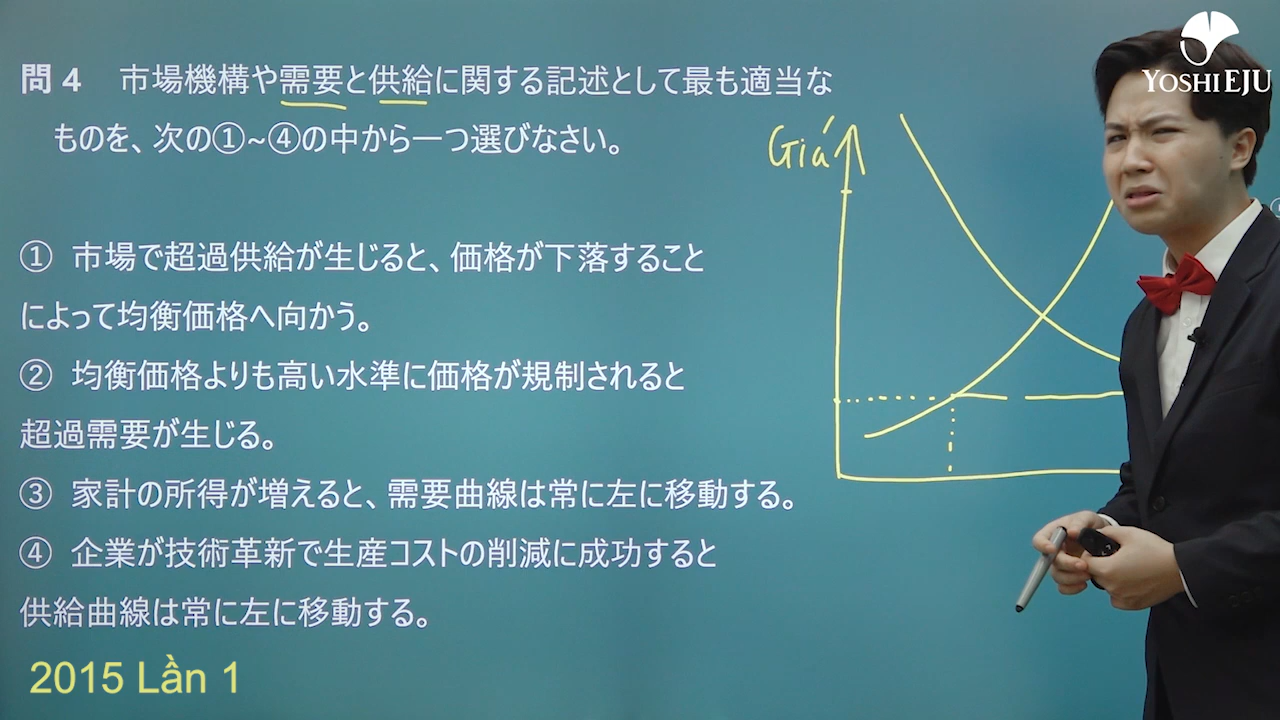 問4 市場機構や需要と供給に関する記述として最も適当な
ものを、次の①~④の中から一つ選びなさい。
① 市場で超過供給が生じると、価格が下落すること
によって均衡価格へ向かう。
② 均衡価格よりも高い水準に価格が規制されると
超過需要が生じる。
③ 家計の所得が増えると、需要曲線は常に左に移動する。
④ 企業が技術革新で生産コストの削減に成功すると
供給曲線は常に左に移動する。
2015 Lần 1
Giá
YOSHI EJU